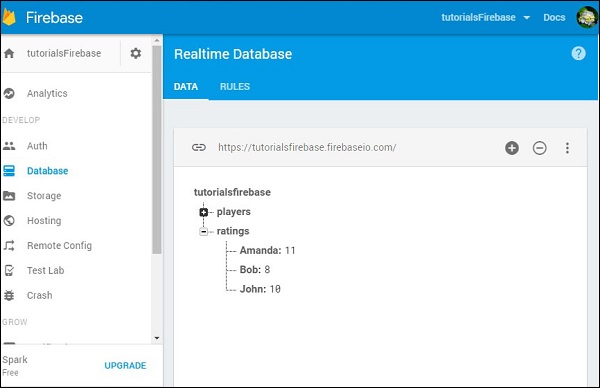 Firebase
tutorialsFirebase
Docs
tutorialsFirebase
Analytics
DEVELOP
Auth
Database
Storage
Hosting
Remote Config
Test Lab
Crash
GROW
Spark
Free
UPGRADE
Realtime Database
?
DATA
RULES
https://tutorialsfirebase.firebaseio.com/
tutorialsfirebase
players
ratings
Amanda: 11
Bob: 8
John: 10